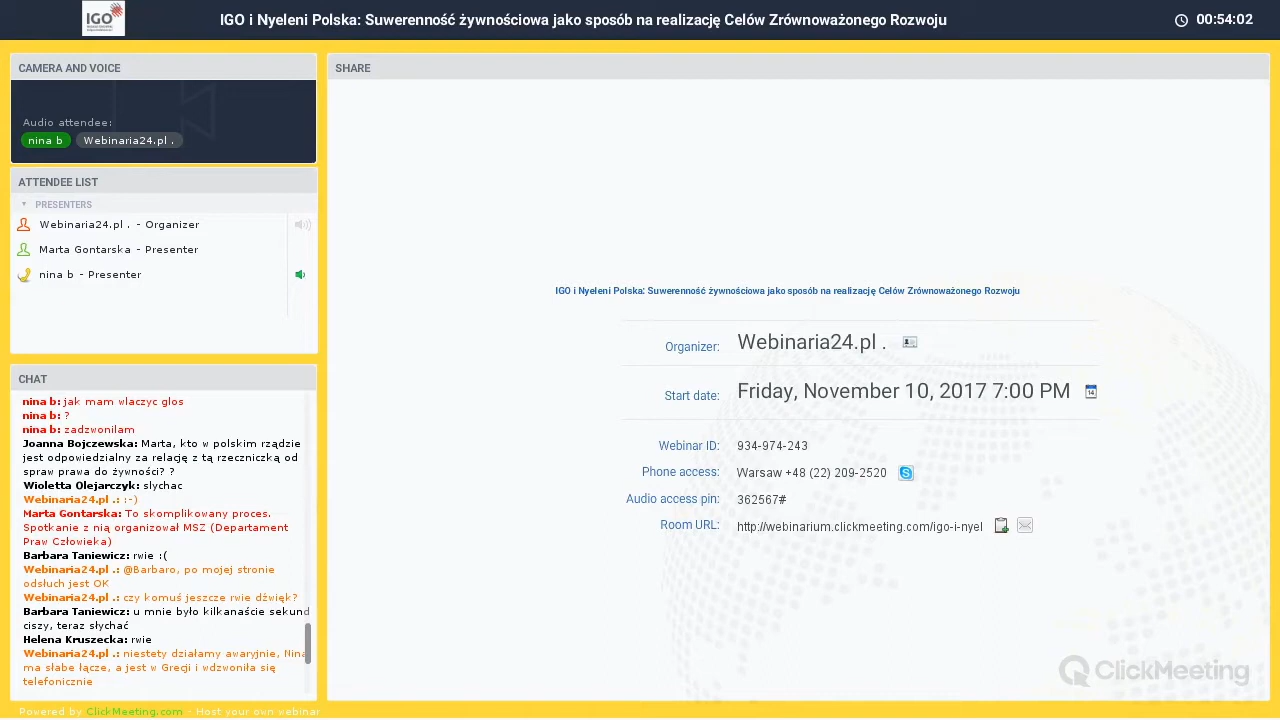 IGO
IGO i Nyeleni Polska: Suwerenność żywnościowa jako sposób na realizację Celów Zrównoważonego Rozwoju
00:54:02
CAMERA AND VOICE
Audio attendee:
nina b
Webinaria24.pl .
ATTENDEE LIST
PRESENTERS
Webinaria24.pl . - Organizer
Marta Gontarska - Presenter
nina b - Presenter
CHAT
nina b: jak mam wlaczyc glos
nina b: ?
nina b: zadzwonilam
Joanna Bojczewska: Marta, kto w polskim rządzie
jest odpowiedzialny za relację z tą rzeczniczką od
spraw prawa do żywności? ?
Wioletta Olejarczyk: slychac
Webinaria24.pl .: :-)
Marta Gontarska: To skomplikowany proces.
Spotkanie z nią organizował MSZ (Departament
Praw Człowieka)
Barbara Taniewicz: rwie :(
Webinaria24.pl .: @Barbaro, po mojej stronie
odsłuch jest OK
Webinaria24.pl .: czy komuś jeszcze rwie dźwięk?
Barbara Taniewicz: u mnie było kilkanaście sekund
ciszy, teraz słychać
Helena Kruszecka: rwie
Webinaria24.pl .: niestety działamy awaryjnie, Nina
ma słabe łącze, a jest w Grecji i wdzwoniła się
telefonicznie
Powered by ClickMeeting.com - Host your own webinar
SHARE
IGO i Nyeleni Polska: Suwerenność żywnościowa jako sposób na realizację Celów Zrównoważonego Rozwoju
Organizer: Webinaria24.pl .
Start date: Friday, November 10, 2017 7:00 PM
14
Webinar ID: 934-974-243
Phone access: Warsaw +48 (22) 209-2520
Audio access pin: 362567#
Room URL: http://webinarium.clickmeeting.com/igo-i-nyel
ClickMeeting